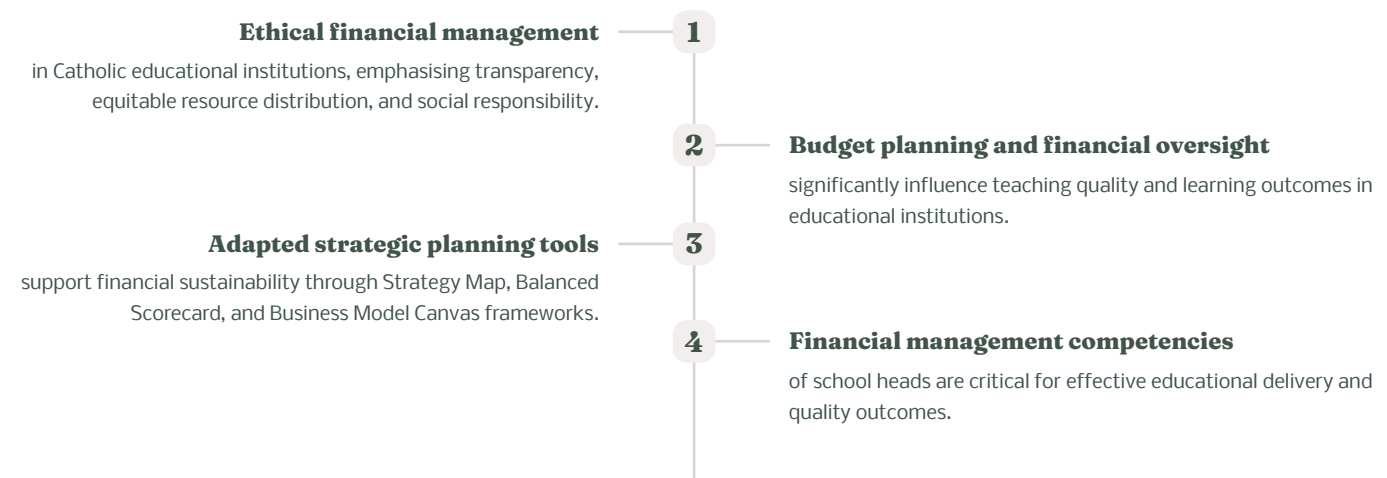 Ethical financial management
1
in Catholic educational institutions, emphasising transparency,
equitable resource distribution, and social responsibility.
2
Budget planning and financial oversight
significantly influence teaching quality and learning outcomes in
educational institutions.
Adapted strategic planning tools
3
support financial sustainability through Strategy Map, Balanced
Scorecard, and Business Model Canvas frameworks.
4
Financial management competencies
of school heads are critical for effective educational delivery and
quality outcomes.